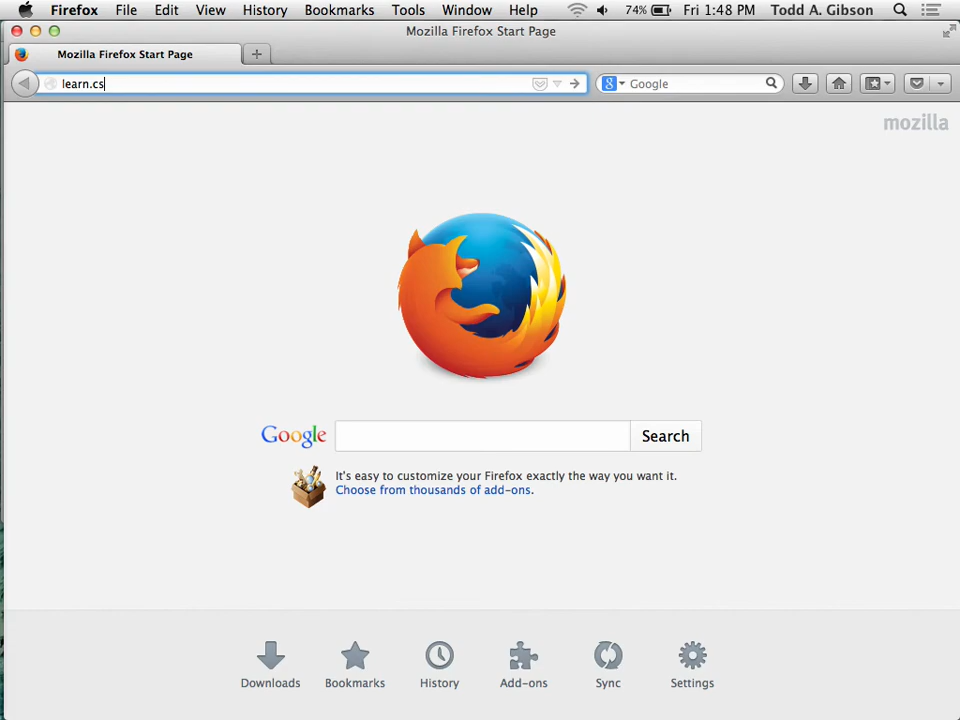 Firefox File Edit View History Bookmarks Tools Window Help 74% Fri 1:48 PM Todd A. Gibson
Mozilla Firefox Start Page
Mozilla Firefox Start Page
learn.cs 8 Google
mozilla
Google Search
It's easy to customize your Firefox exactly the way you want it.
Choose from thousands of add-ons.
Downloads Bookmarks History Add-ons Sync Settings